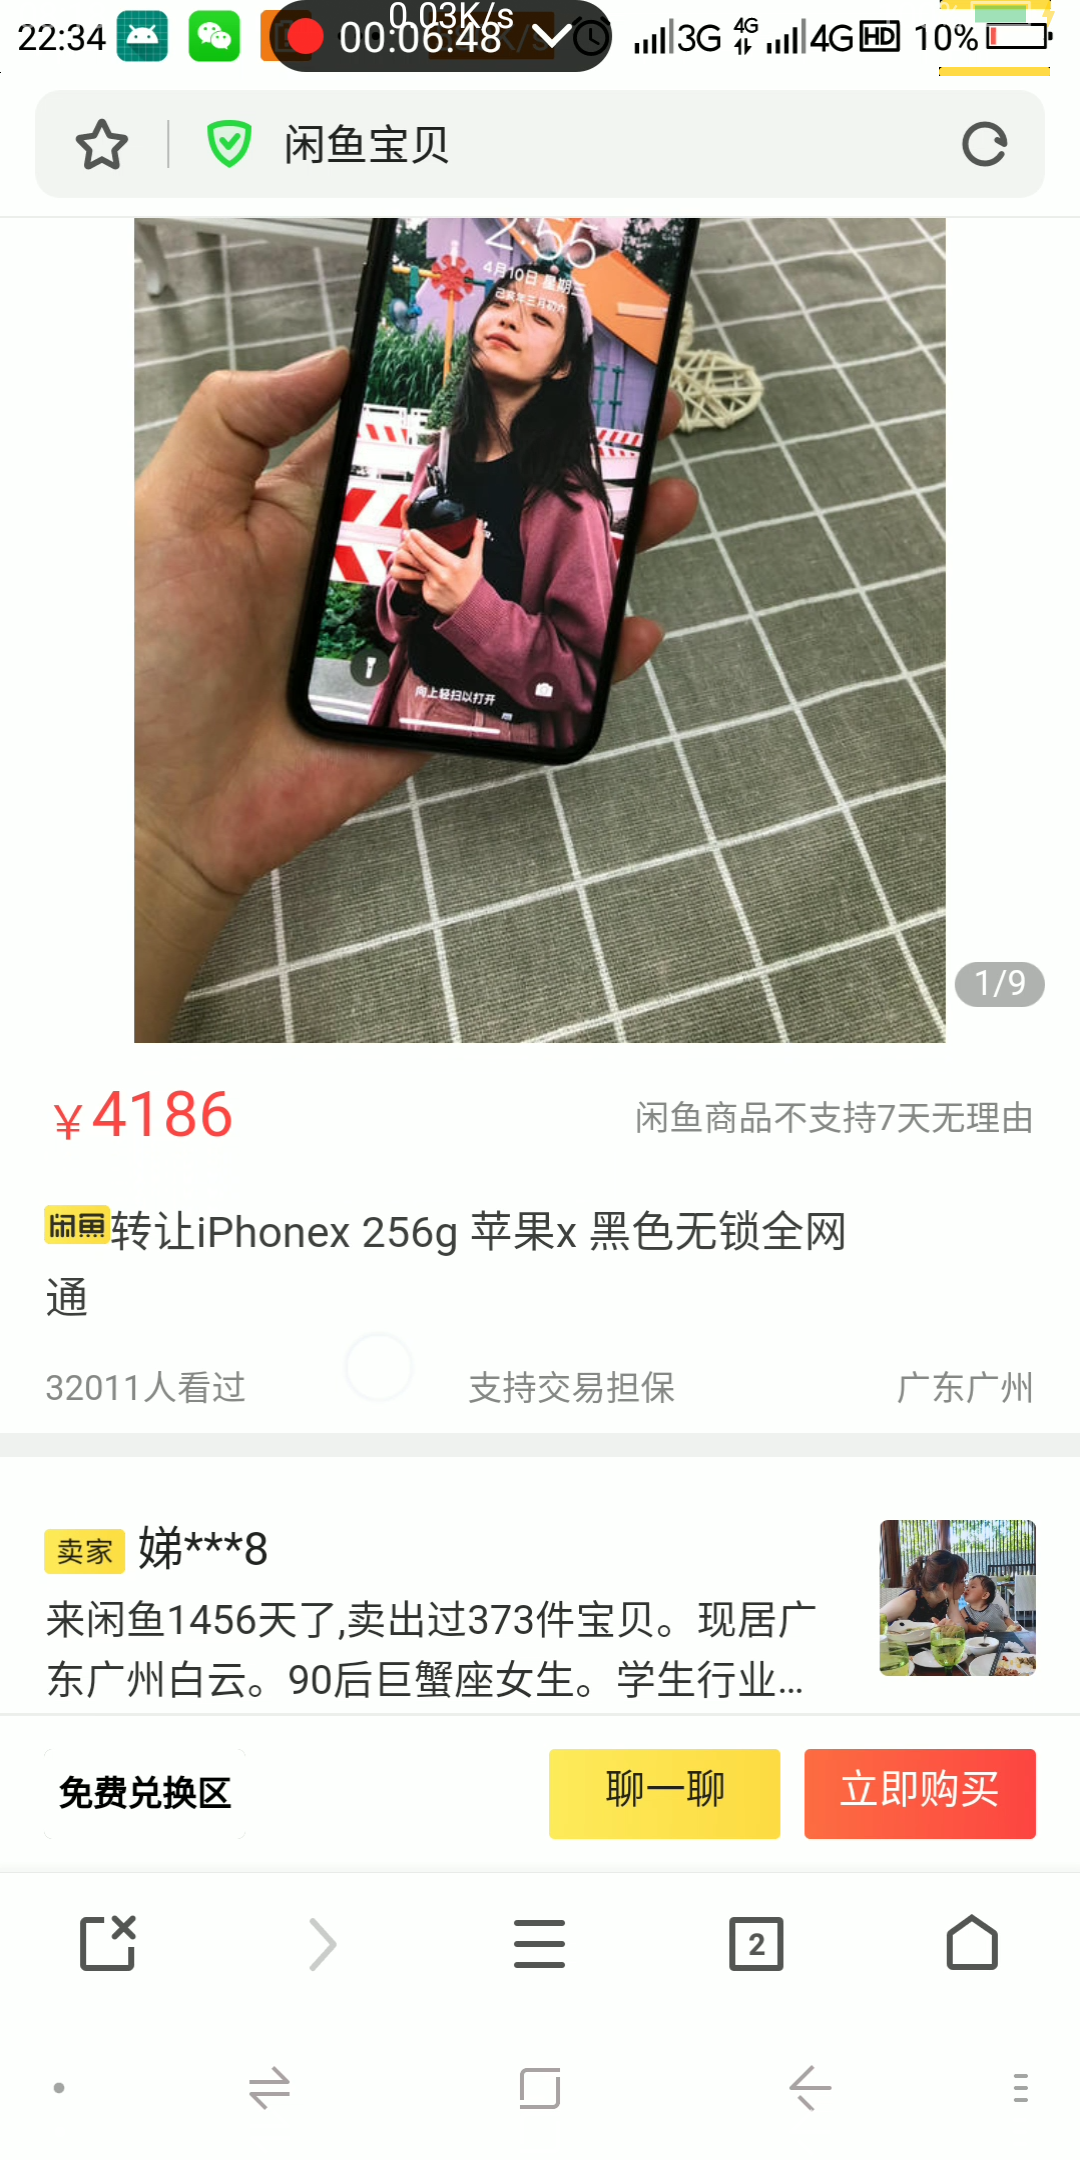 22:34
0.03K/s
00:06:48
3G
4G
4G
HD
10%
闲鱼宝贝
2:55
4月10日 星期三
向上轻扫以打开
1/9
¥4186
闲鱼商品不支持7天无理由
闲鱼转让iPhonex 256g 苹果x 黑色无锁全网
通
32011人看过 支持交易担保 广东广州
卖家 娣***8
来闲鱼1456天了,卖出过373件宝贝。现居广
东广州白云。90后巨蟹座女生。学生行业...
免费兑换区 聊一聊 立即购买
2